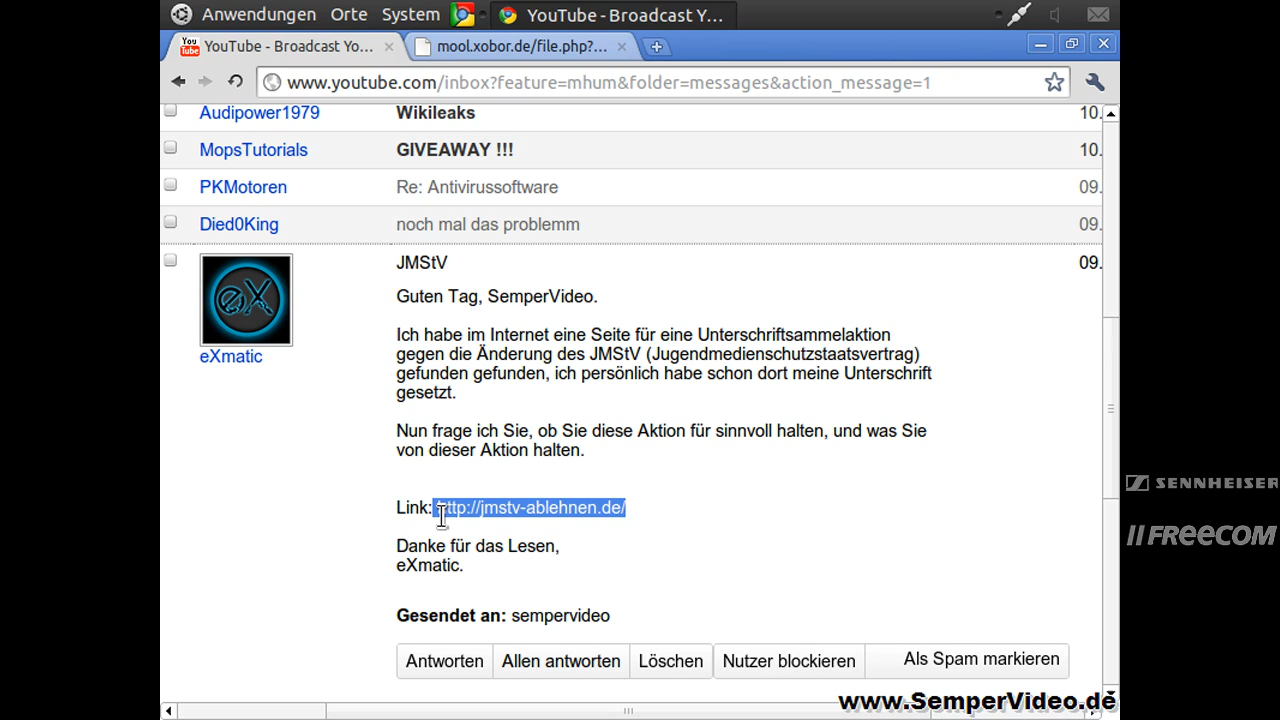 Anwendungen Orte System YouTube - Broadcast Y...
You Tube YouTube - Broadcast Yo... mool.xobor.de/file.php?...
www.youtube.com/inbox?feature=mhum&folder=messages&action_message=1
Audipower1979 Wikileaks 10.
MopsTutorials GIVEAWAY !!! 10.
PKMotoren Re: Antivirussoftware 09.
Died0King noch mal das problemm 09.
JMStV 09.
eX
eXmatic
Guten Tag, SemperVideo.
Ich habe im Internet eine Seite für eine Unterschriftsammelaktion
gegen die Änderung des JMStV (Jugendmedienschutzstaatsvertrag)
gefunden gefunden, ich persönlich habe schon dort meine Unterschrift
gesetzt.
Nun frage ich Sie, ob Sie diese Aktion für sinnvoll halten, und was Sie
von dieser Aktion halten.
Link: http://jmstv-ablehnen.de/
Danke für das Lesen,
eXmatic.
Gesendet an: sempervideo
Antworten Allen antworten Löschen Nutzer blockieren Als Spam markieren
SENNHEISER
FREECOM
www.SemperVideo.de